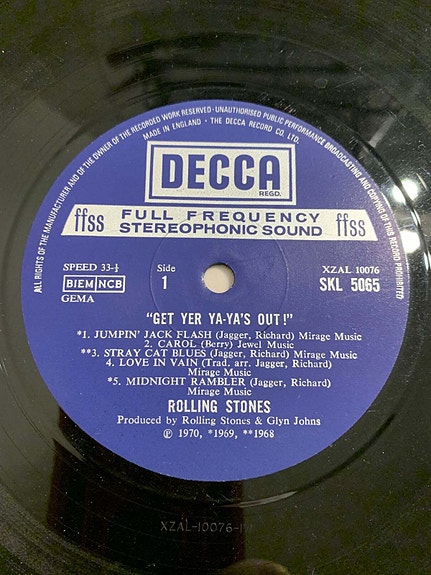 ALL RIGHTS OF THE MANUFACTURER AND OF THE OWNER OF THE RECORDED WORK RESERVED · UNAUTHORISED PUBLIC PERFORMANCE BROADCASTING AND COPYING OF THIS RECORD PROHIBITED
MADE IN ENGLAND · THE DECCA RECORD CO. LTD.
DECCA
REGD.
ffss FULL FREQUENCY ffss
STEREOPHONIC SOUND
SPEED 33-⅓ Side XZAL 10076
BIEM NCB 1 SKL 5065
GEMA
"GET YER YA-YA'S OUT!"
*1. JUMPIN' JACK FLASH (Jagger, Richard) Mirage Music
2. CAROL (Berry) Jewel Music
**3. STRAY CAT BLUES (Jagger, Richard) Mirage Music
4. LOVE IN VAIN (Trad. arr. Jagger, Richard)
Mirage Music
*5. MIDNIGHT RAMBLER (Jagger, Richard)
Mirage Music
ROLLING STONES
Produced by Rolling Stones & Glyn Johns
℗ 1970, *1969, **1968